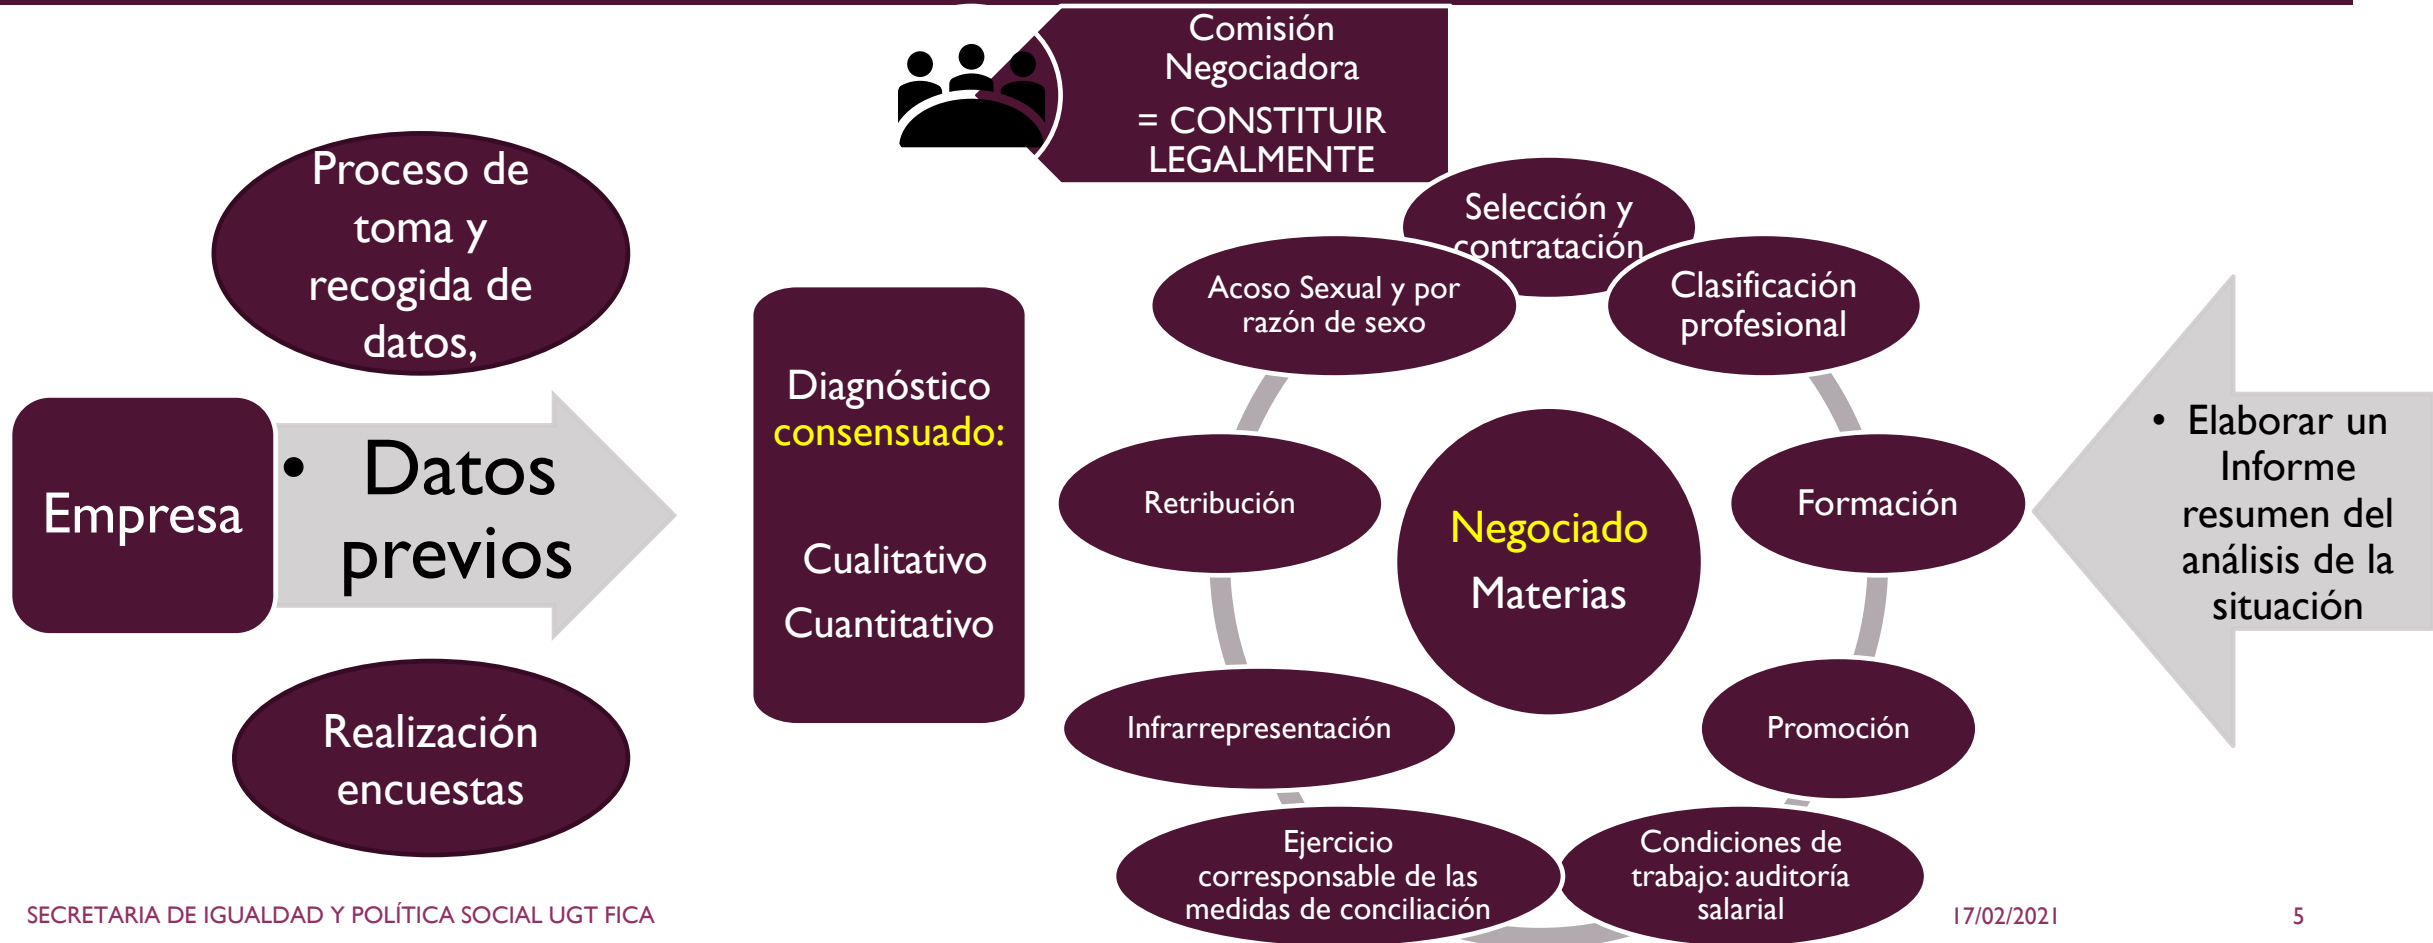 Comisión
Negociadora
= CONSTITUIR
LEGALMENTE
Proceso de
toma y
recogida de
datos,
Empresa
• Datos
previos
Realización
encuestas
Diagnóstico
consensuado:
Cualitativo
Cuantitativo
Negociado
Materias
Selección y
contratación
Clasificación
profesional
Formación
Promoción
Condiciones de
trabajo: auditoría
salarial
Ejercicio
corresponsable de las
medidas de conciliación
Infrarrepresentación
Retribución
Acoso Sexual y por
razón de sexo
• Elaborar un
Informe
resumen del
análisis de la
situación
SECRETARIA DE IGUALDAD Y POLÍTICA SOCIAL UGT FICA
17/02/2021
5